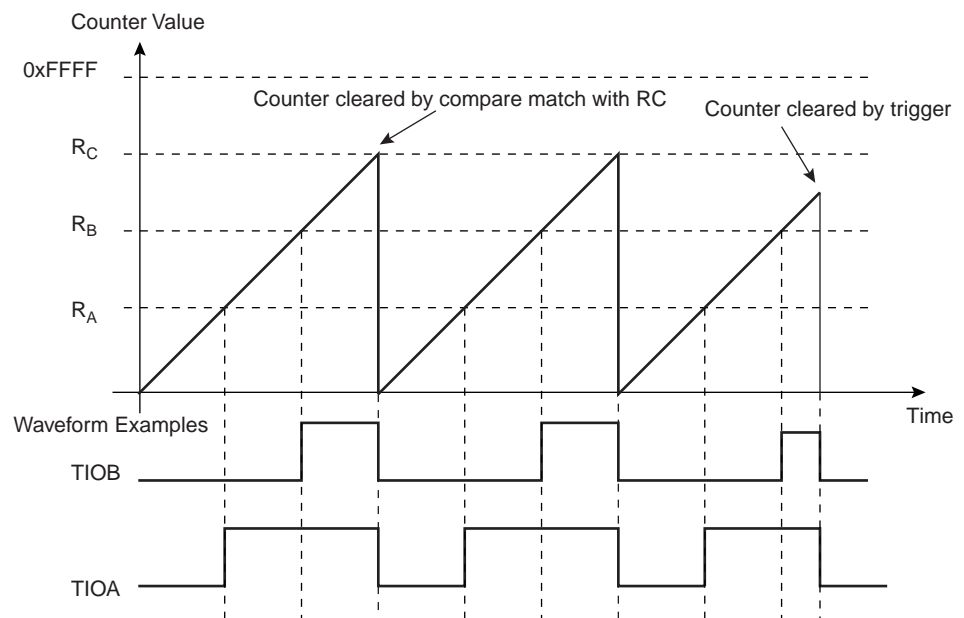 Counter Value
0xFFFF
Counter cleared by compare match with RC
Counter cleared by trigger
RC
RB
RA
Time
Waveform Examples
TIOB
TIOA